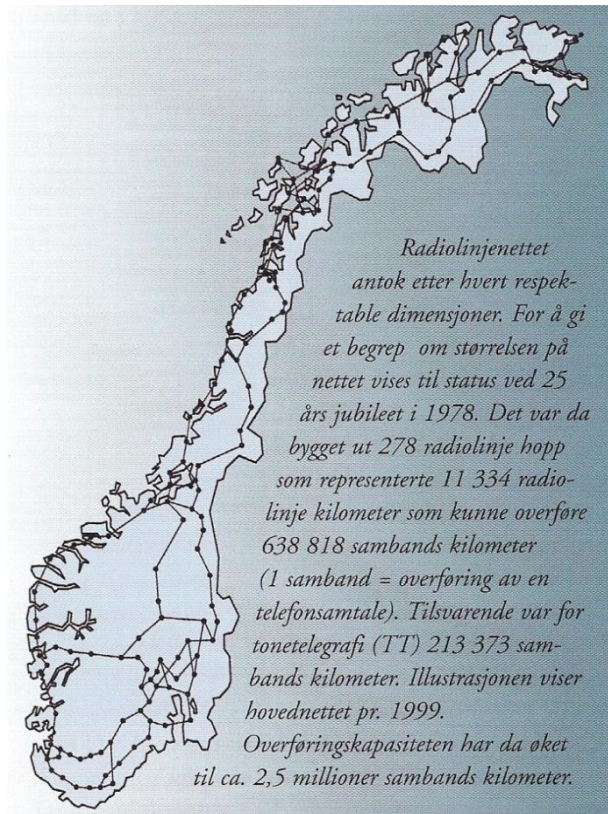 Radiolinjenettet
antok etter hvert respek-
table dimensjoner. For å gi
et begrep om størrelsen på
nettet vises til status ved 25
års jubileet i 1978. Det var da
bygget ut 278 radiolinje hopp
som representerte 11 334 radio-
linje kilometer som kunne overføre
638 818 sambands kilometer
(1 samband = overføring av en
telefonsamtale). Tilsvarende var for
tonetelegrafi (TT) 213 373 sam-
bands kilometer. Illustrasjonen viser
hovednettet pr. 1999.
Overføringskapasiteten har da øket
til ca. 2,5 millioner sambands kilometer.